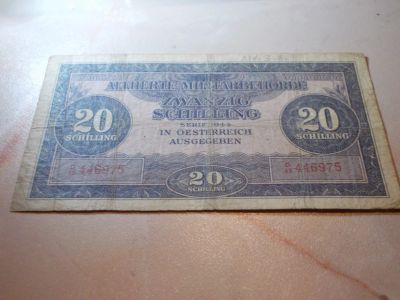 ALLIIERTE MILITÄRBEHÖRDE
ZWANZIG
SCHILLING
SERIE 1944
20 SCHILLING
20 SCHILLING
IN OESTERREICH
AUSGEGEBEN
446975
446975
20
SCHILLING